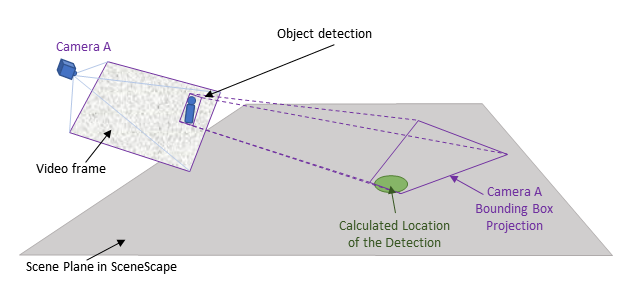 Object detection
Camera A
Video frame
Camera A
Bounding Box
Projection
Calculated Location
of the Detection
Scene Plane in SceneScape